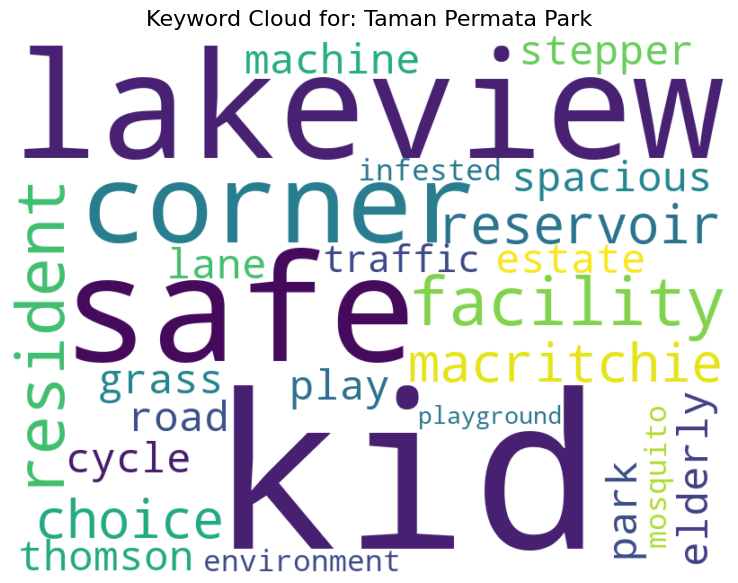 Keyword Cloud for: Taman Permata Park
machine
stepper
lakeview
infested
spacious
corner
reservoir
resident
lane
traffic
estate
safe
facility
macritchie
grass
play
road
playground
kid
cycle
choice
park
mosquito
elderly
thomson
environment